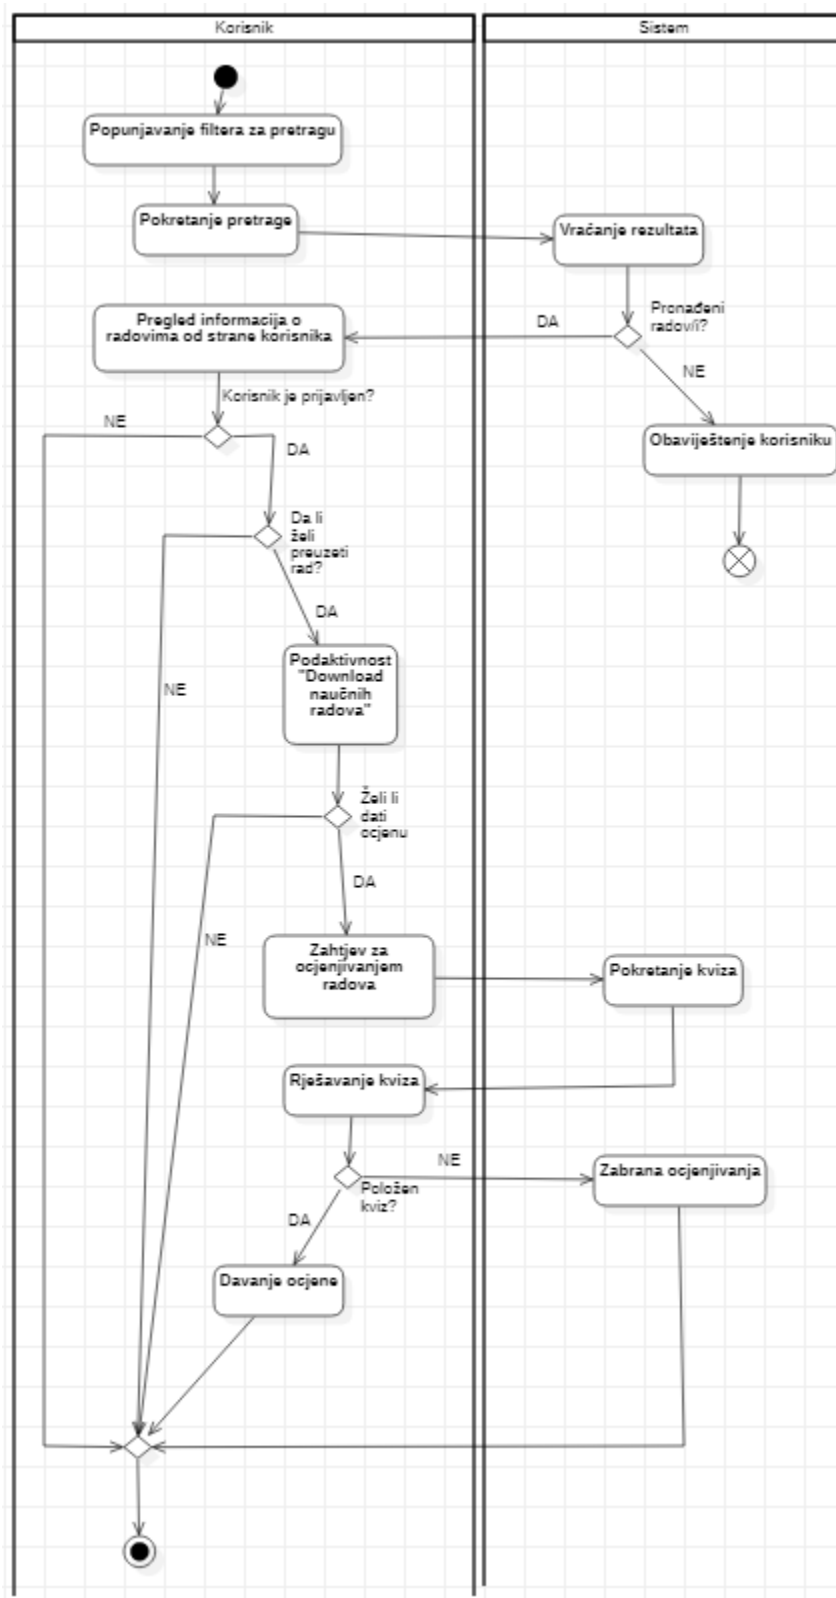 Korisnik
Sistem
Popunjavanje filtera za pretragu
Pokretanje pretrage
Vraćanje rezultata
Pronađeni
radov/i?
DA
Pregled informacija o
radovima od strane korisnika
NE
Korisnik je prijavljen?
NE
DA
Obaviještenje korisniku
Da li
želi
preuzeti
rad?
DA
Podaktivnost
"Download
naučnih
radova"
NE
Želi li
dati
ocjenu
DA
NE
Zahtjev za
ocjenjivanjem
radova
Pokretanje kviza
Rješavanje kviza
NE
Zabrana ocjenjivanja
Položen
kviz?
DA
Davanje ocjene